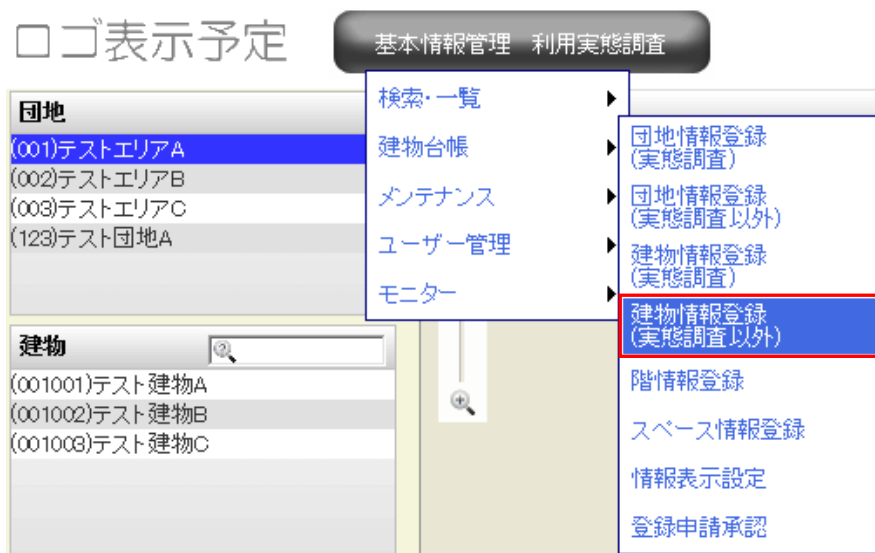 ロゴ表示予定
基本情報管理 利用実態調査
団地
(001)テストエリアA
(002)テストエリアB
(003)テストエリアC
(123)テスト団地A
建物
(001001)テスト建物A
(001002)テスト建物B
(001003)テスト建物C
検索・一覧
建物台帳
メンテナンス
ユーザー管理
モニター
団地情報登録
(実態調査)
団地情報登録
(実態調査以外)
建物情報登録
(実態調査)
建物情報登録
(実態調査以外)
階情報登録
スペース情報登録
情報表示設定
登録申請承認